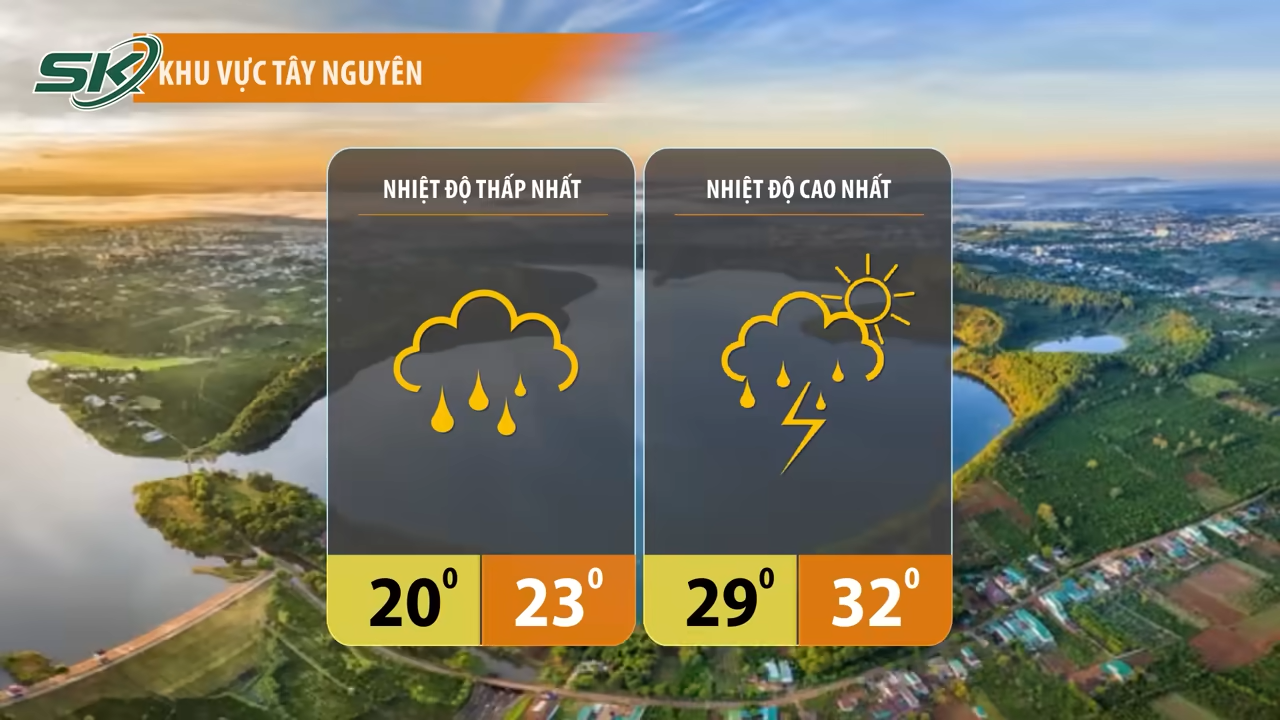 SK
KHU VỰC TÂY NGUYÊN
NHIỆT ĐỘ THẤP NHẤT
20⁰ 23⁰
NHIỆT ĐỘ CAO NHẤT
29⁰ 32⁰